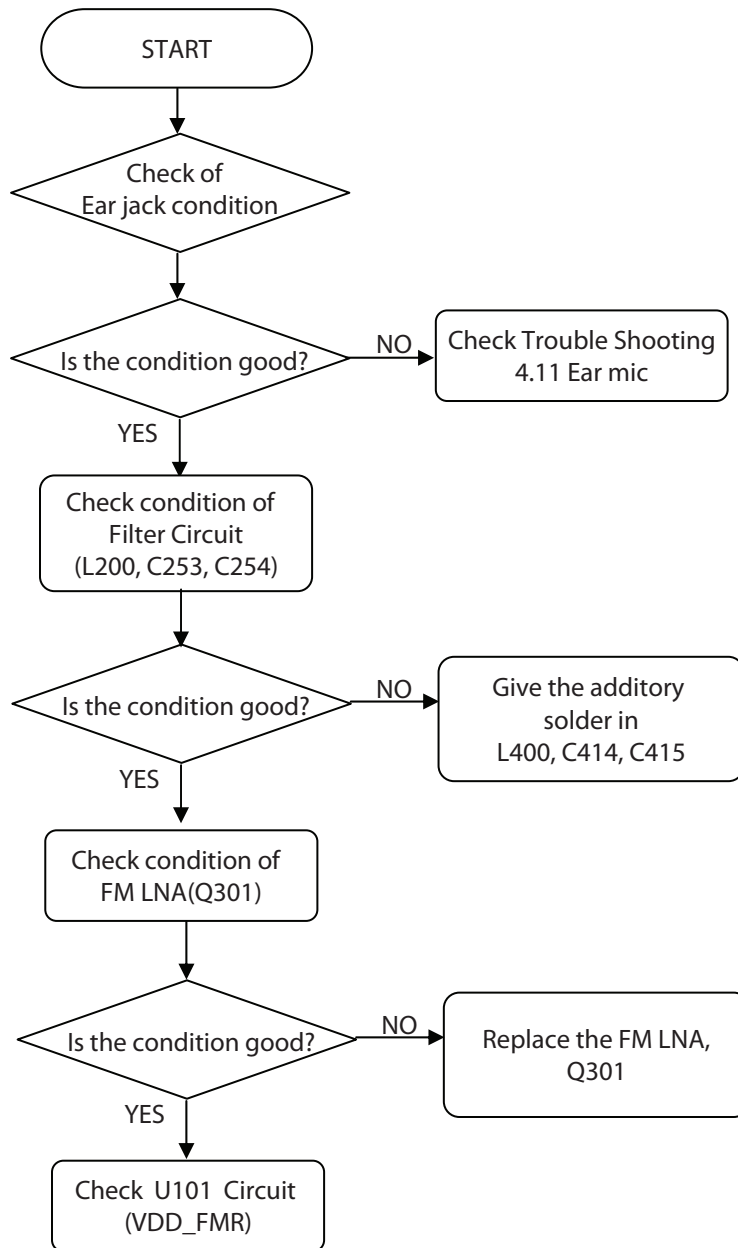 START
Check of
Ear jack condition
Is the condition good?
NO
Check Trouble Shooting
4.11 Ear mic
YES
Check condition of
Filter Circuit
(L200, C253, C254)
Is the condition good?
NO
Give the additory
solder in
L400, C414, C415
YES
Check condition of
FM LNA(Q301)
Is the condition good?
NO
Replace the FM LNA,
Q301
YES
Check U101 Circuit
(VDD_FMR)